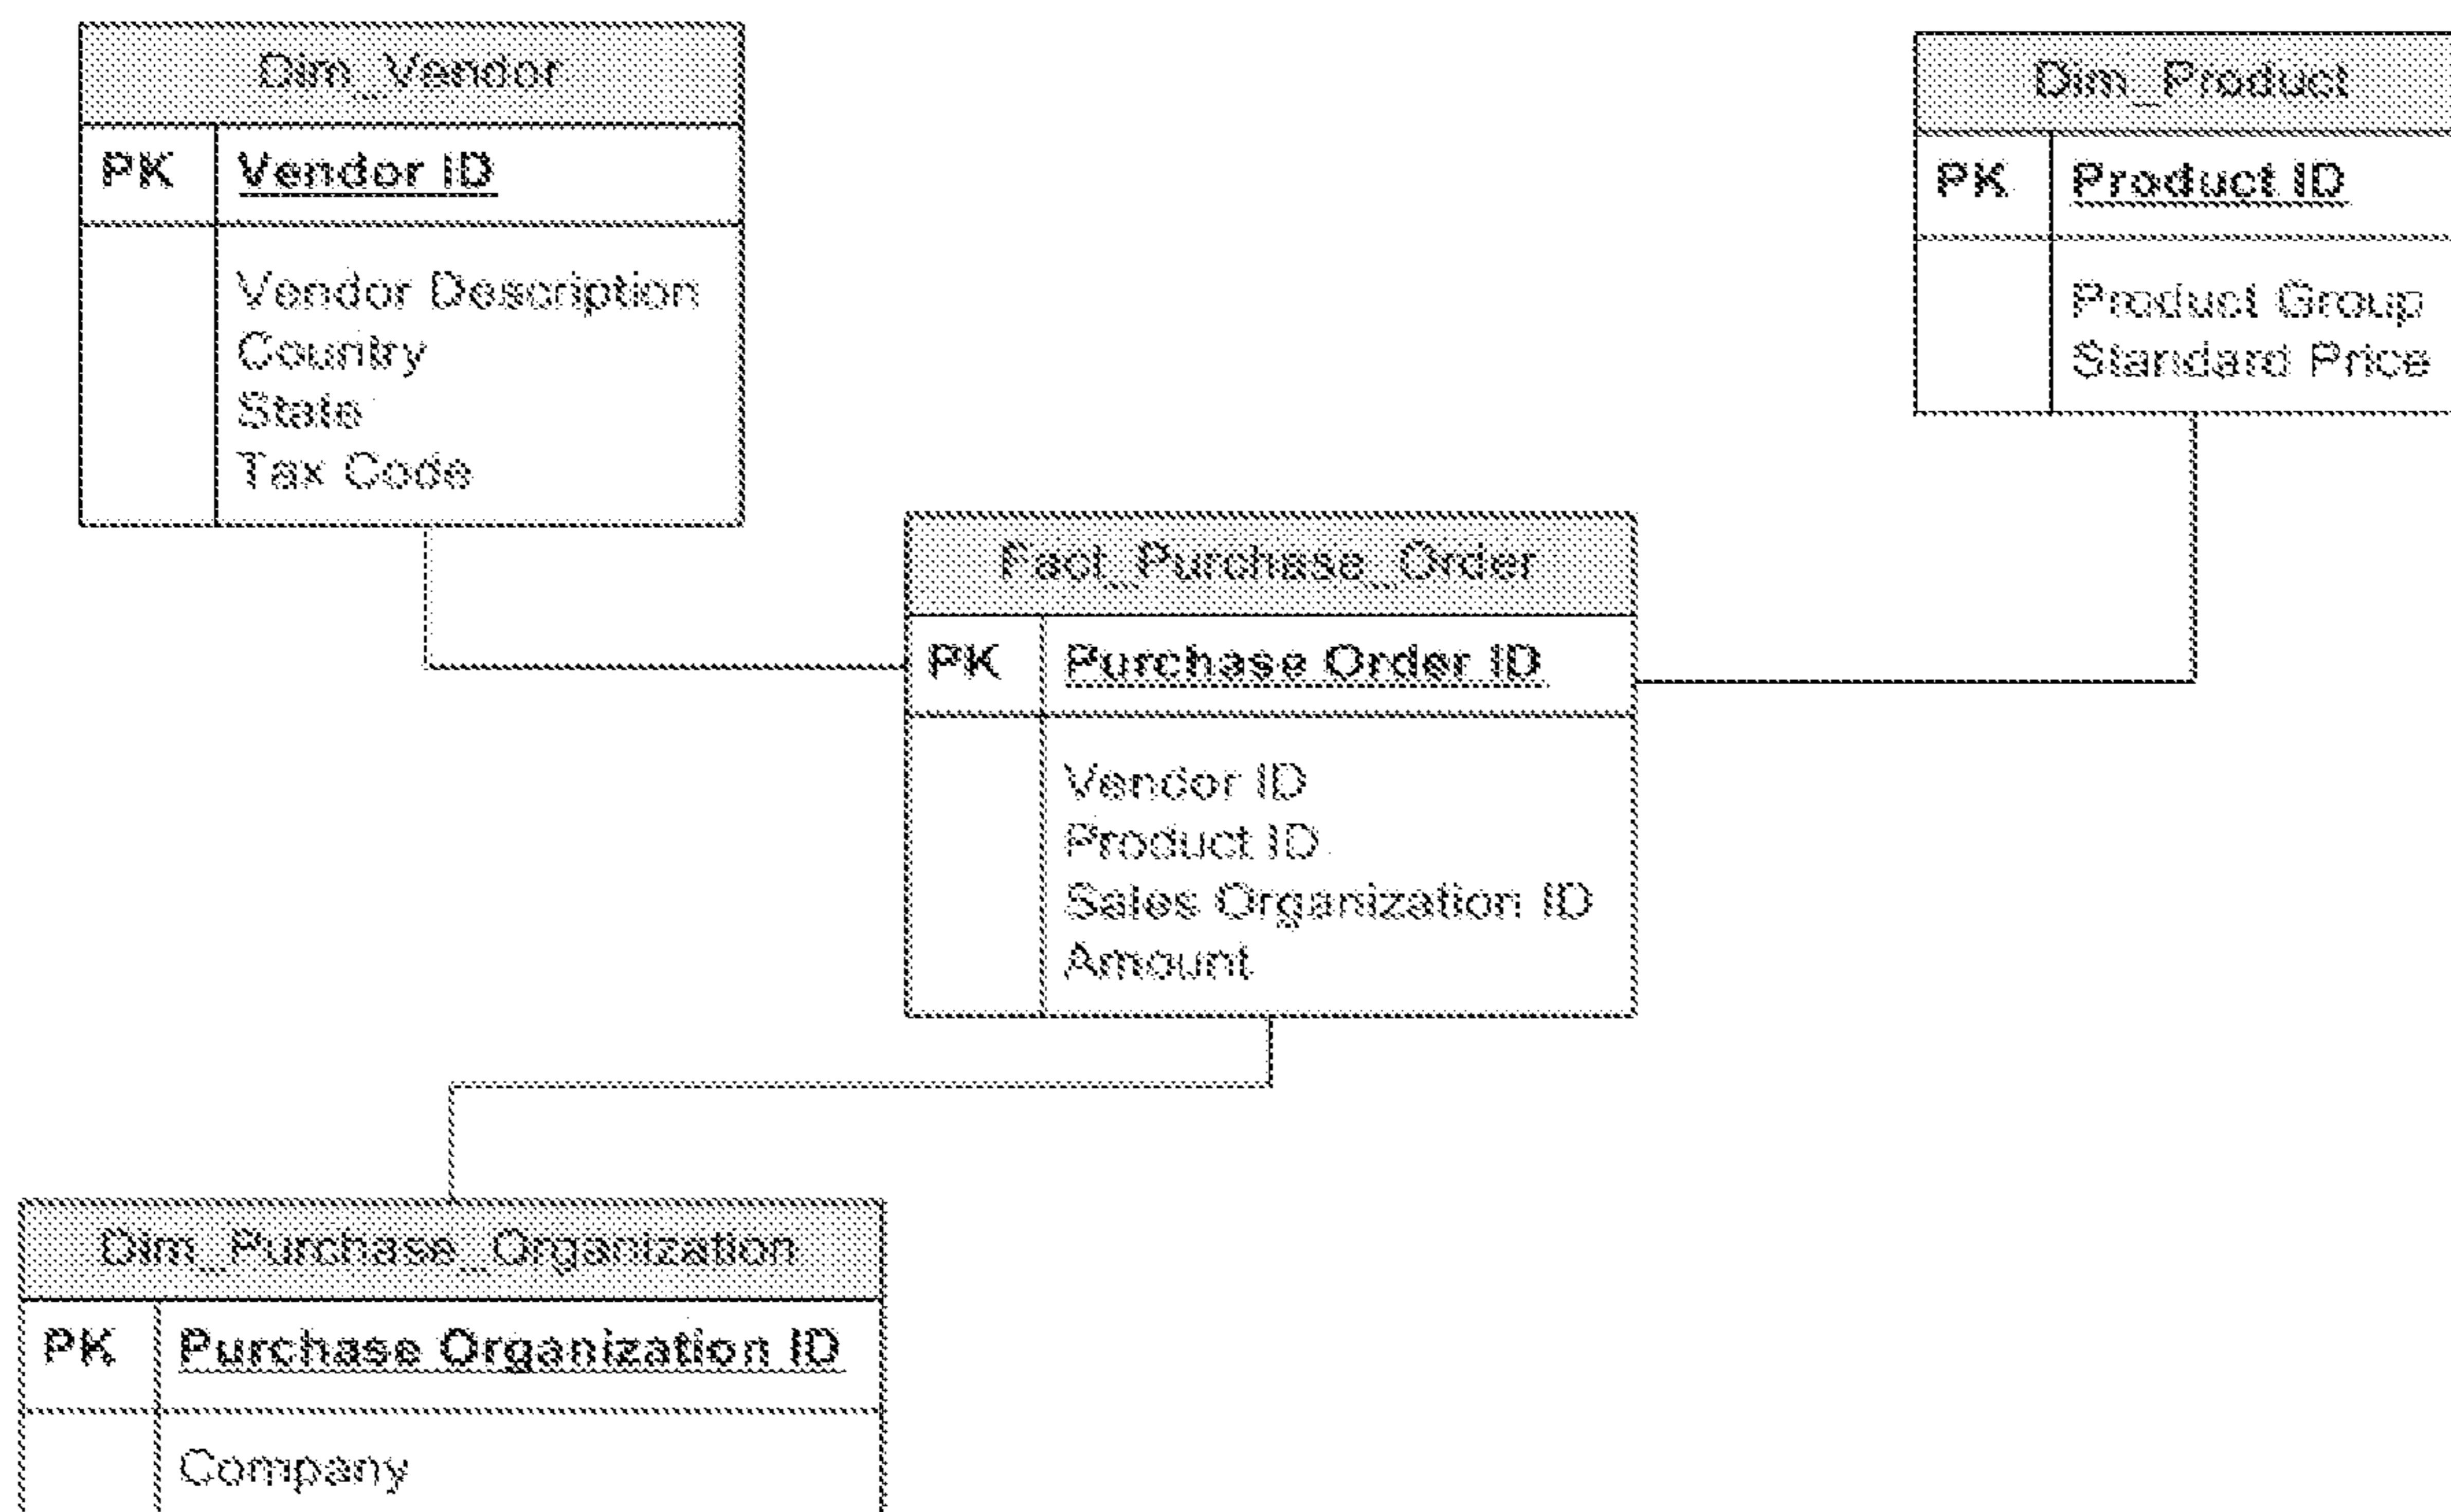 Dim_Vendor
PK Vendor ID
Vendor Description
Country
State
Tax Code
Dim_Product
PK Product ID
Product Group
Standard Price
Fact_Purchase_Order
PK Purchase Order ID
Vendor ID
Product ID
Sales Organization ID
Amount
Dim_Purchase_Organization
PK Purchase Organization ID
Company